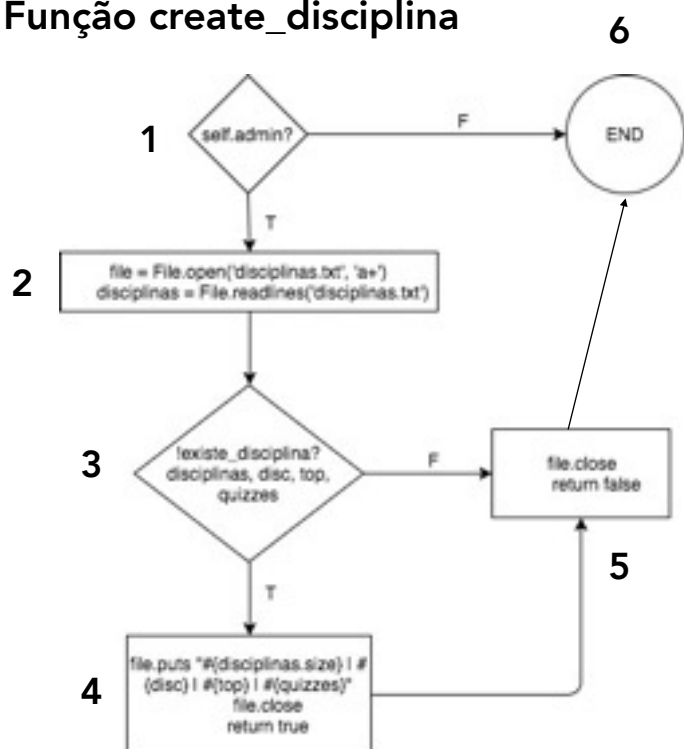 Função create_disciplina
6
1
self.admin?
F
END
T
2
file = File.open('disciplinas.txt', 'a+')
disciplinas = File.readlines('disciplinas.txt')
3
!existe_disciplina?
disciplinas, disc, top,
quizzes
F
file.close
return false
5
T
4
file.puts "#{disciplinas.size} | #
{disc} | #{top} | #{quizzes}"
file.close
return true